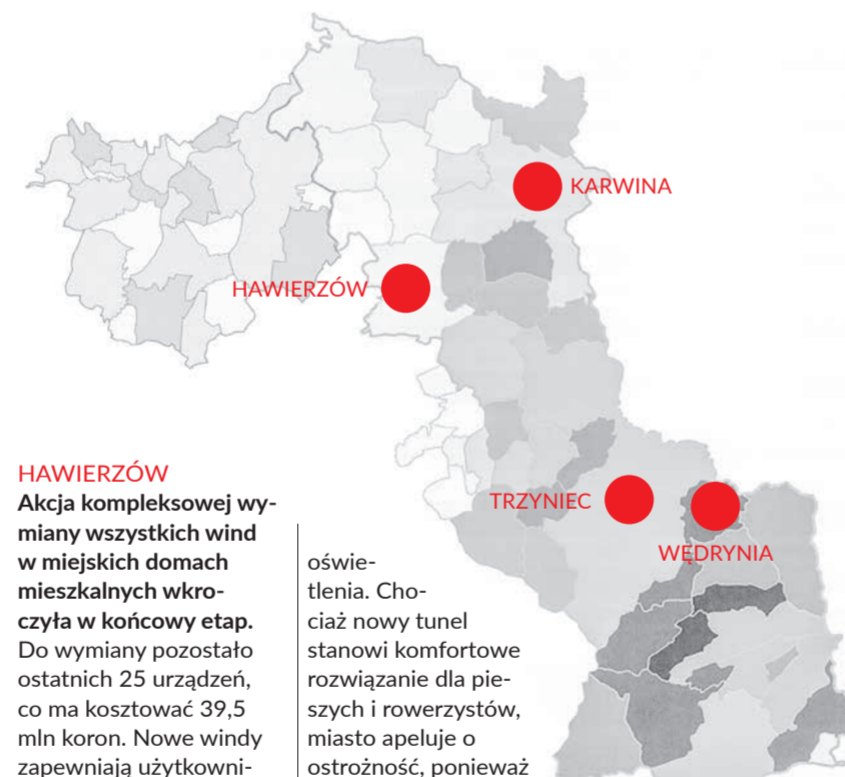 KARWINA
HAWIERZÓW
TRZYNIEC
WĘDRYNIA
HAWIERZÓW
Akcja kompleksowej wy-
miany wszystkich wind
w miejskich domach
mieszkalnych wkro-
czyła w końcowy etap.
Do wymiany pozostało
ostatnich 25 urządzeń,
co ma kosztować 39,5
mln koron. Nowe windy
zapewniają użytkowni-
oświe-
tlenia. Cho-
ciaż nowy tunel
stanowi komfortowe
rozwiązanie dla pie-
szych i rowerzystów,
miasto apeluje o
ostrożność, ponieważ